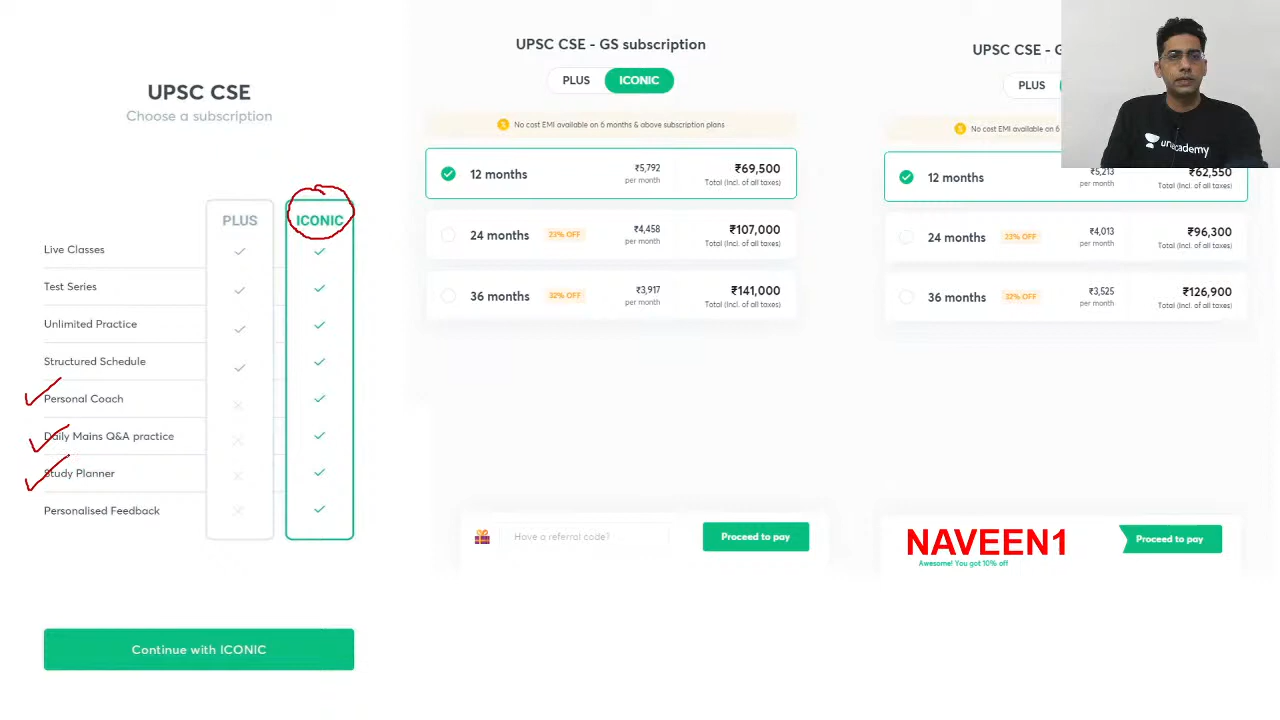 UPSC CSE
Choose a subscription
PLUS
ICONIC
Live Classes
Test Series
Unlimited Practice
Structured Schedule
Personal Coach
Daily Mains Q&A practice
Study Planner
Personalised Feedback
Continue with ICONIC
UPSC CSE - GS subscription
PLUS
ICONIC
No cost EMI available on 6 months & above subscription plans
12 months
₹5,792
per month
₹69,500
Total (Incl. of all taxes)
24 months
23% OFF
₹4,458
per month
₹107,000
Total (Incl. of all taxes)
36 months
32% OFF
₹3,917
per month
₹141,000
Total (Incl. of all taxes)
Have a referral code?
Proceed to pay
UPSC CSE - G
PLUS
No cost EMI available on 6
12 months
₹5,213
per month
₹62,550
Total (Incl. of all taxes)
24 months
23% OFF
₹4,013
per month
₹96,300
Total (Incl. of all taxes)
36 months
32% OFF
₹3,525
per month
₹126,900
Total (Incl. of all taxes)
NAVEEN1
Awesome! You got 10% off
Proceed to pay
unacademy